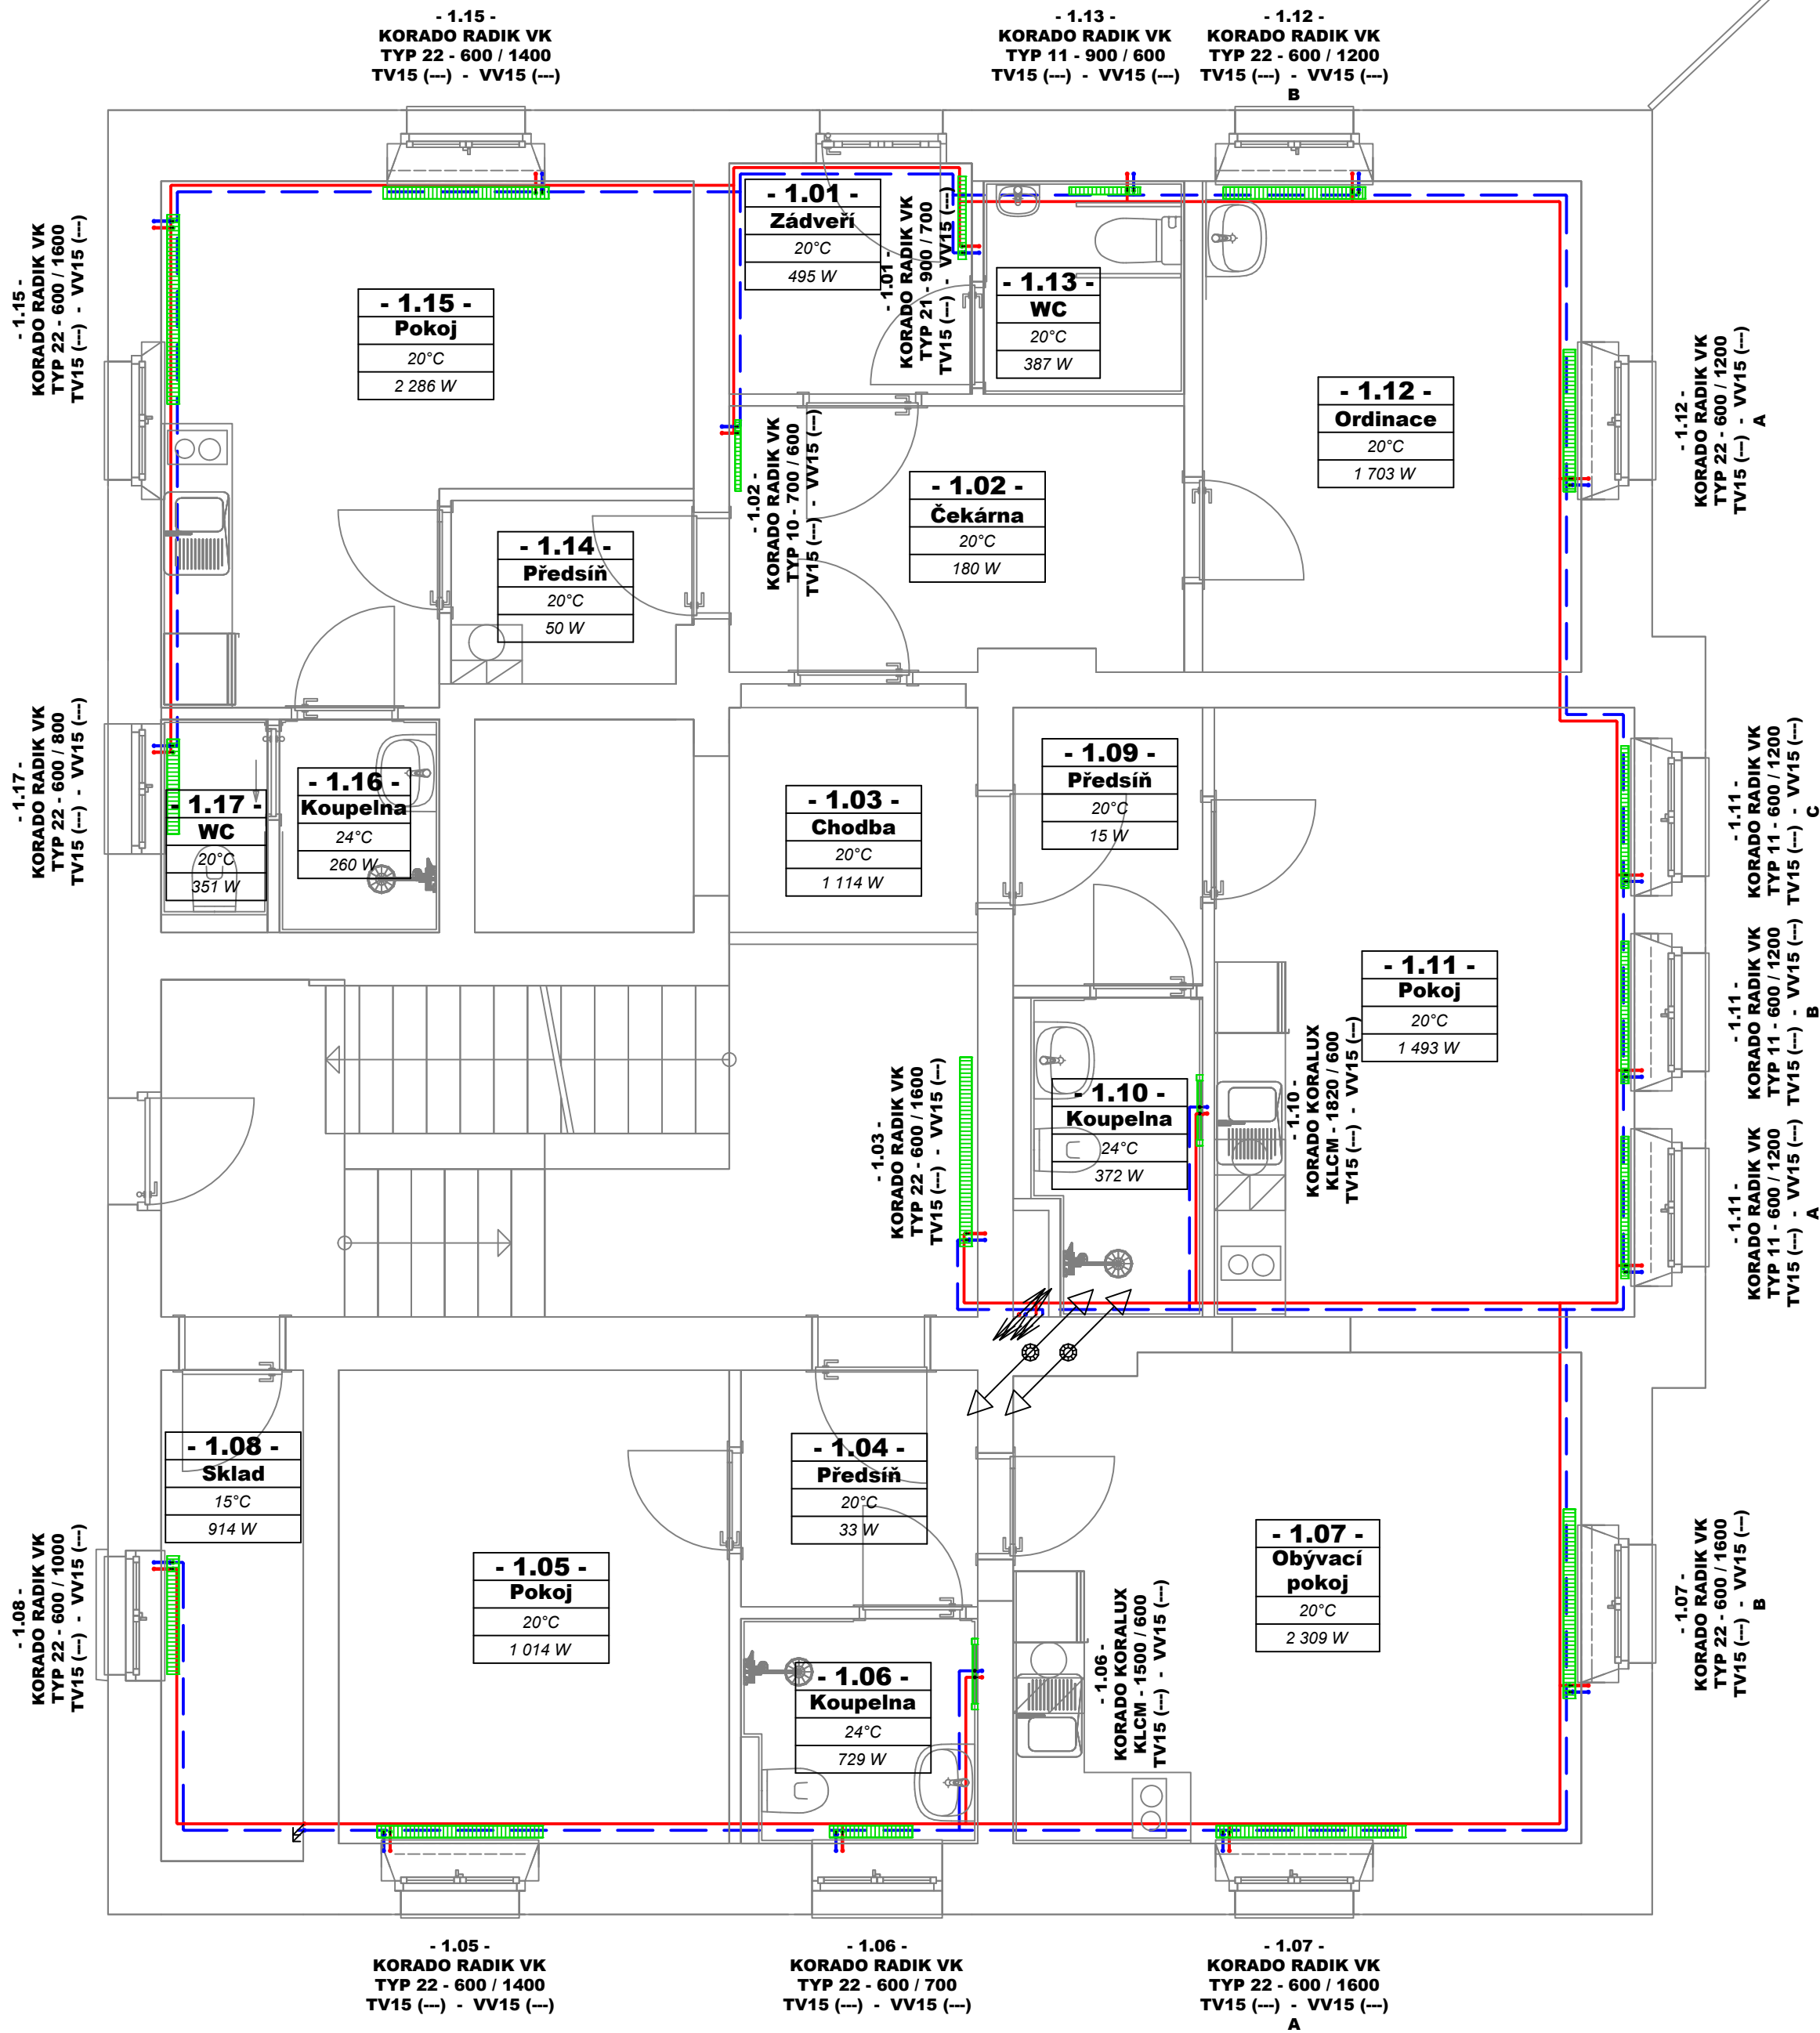 - 1.15 -
KORADO RADIK VK
TYP 22 - 600 / 1400
TV15 (---) - VV15 (---)
- 1.13 -
KORADO RADIK VK
TYP 11 - 900 / 600
TV15 (---) - VV15 (---)
- 1.12 -
KORADO RADIK VK
TYP 22 - 600 / 1200
TV15 (---) - VV15 (---)
B
- 1.15 -
KORADO RADIK VK
TYP 22 - 600 / 1600
TV15 (---) - VV15 (---)
- 1.15 -
Pokoj
20°C
2 286 W
- 1.01 -
Zádveří
20°C
495 W
- 1.01 -
KORADO RADIK VK
TYP 21 - 900 / 700
TV15 (---) - VV15 (---)
- 1.13 -
WC
20°C
387 W
- 1.12 -
Ordinace
20°C
1 703 W
- 1.12 -
KORADO RADIK VK
TYP 22 - 600 / 1200
TV15 (---) - VV15 (---)
A
- 1.02 -
KORADO RADIK VK
TYP 10 - 700 / 600
TV15 (---) - VV15 (---)
- 1.02 -
Čekárna
20°C
180 W
- 1.14 -
Předsíň
20°C
50 W
- 1.17 -
KORADO RADIK VK
TYP 22 - 600 / 800
TV15 (---) - VV15 (---)
- 1.17 -
WC
20°C
351 W
- 1.16 -
Koupelna
24°C
260 W
- 1.03 -
Chodba
20°C
1 114 W
- 1.09 -
Předsíň
20°C
15 W
- 1.11 -
KORADO RADIK VK
TYP 11 - 600 / 1200
TV15 (---) - VV15 (---)
C
- 1.11 -
Pokoj
20°C
1 493 W
- 1.11 -
KORADO RADIK VK
TYP 11 - 600 / 1200
TV15 (---) - VV15 (---)
B
- 1.03 -
KORADO RADIK VK
TYP 22 - 600 / 1600
TV15 (---) - VV15 (---)
- 1.10 -
Koupelna
24°C
372 W
- 1.10 -
KORADO KORALUX
KLCM - 1820 / 600
TV15 (---) - VV15 (---)
- 1.11 -
KORADO RADIK VK
TYP 11 - 600 / 1200
TV15 (---) - VV15 (---)
A
- 1.08 -
Sklad
15°C
914 W
- 1.08 -
KORADO RADIK VK
TYP 22 - 600 / 1000
TV15 (---) - VV15 (---)
- 1.05 -
Pokoj
20°C
1 014 W
- 1.04 -
Předsíň
20°C
33 W
- 1.06 -
Koupelna
24°C
729 W
- 1.06 -
KORADO KORALUX
KLCM - 1500 / 600
TV15 (---) - VV15 (---)
- 1.07 -
Obývací
pokoj
20°C
2 309 W
- 1.07 -
KORADO RADIK VK
TYP 22 - 600 / 1600
TV15 (---) - VV15 (---)
B
- 1.05 -
KORADO RADIK VK
TYP 22 - 600 / 1400
TV15 (---) - VV15 (---)
- 1.06 -
KORADO RADIK VK
TYP 22 - 600 / 700
TV15 (---) - VV15 (---)
- 1.07 -
KORADO RADIK VK
TYP 22 - 600 / 1600
TV15 (---) - VV15 (---)
A